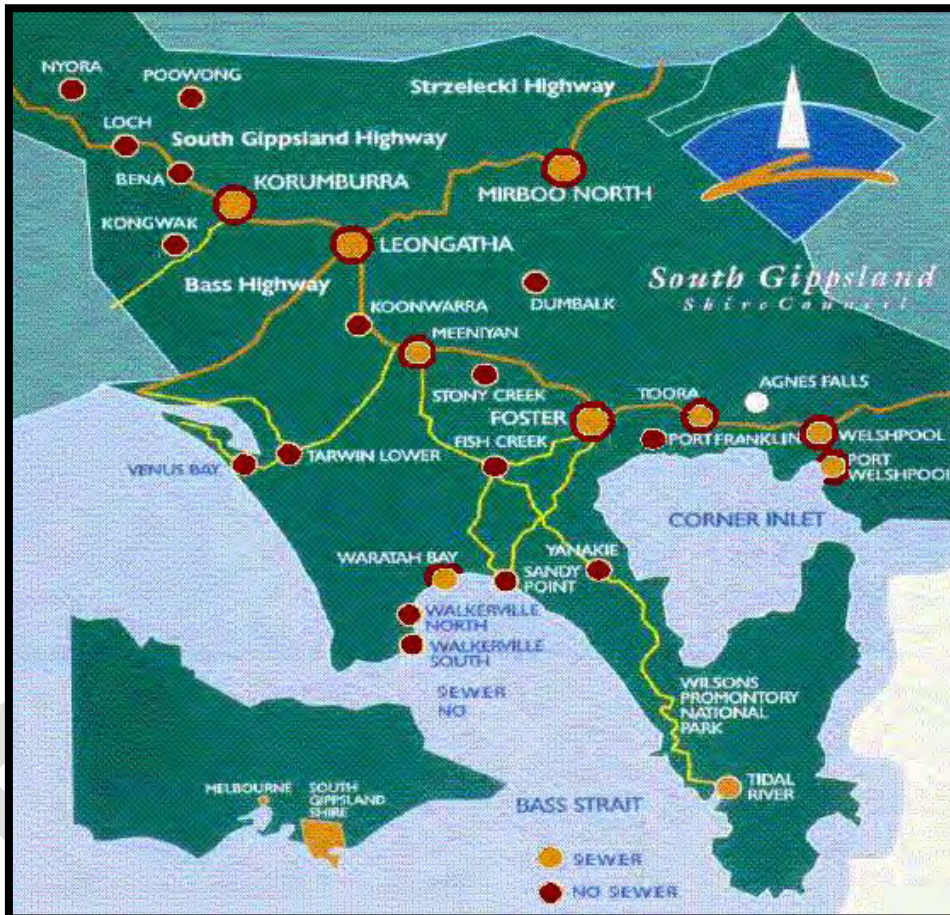 NYORA
POOWONG
Strzelecki Highway
LOCH
South Gippsland Highway
BENA
KORUMBURRA
MIRBOO NORTH
KONGWAK
LEONGATHA
Bass Highway
South Gippsland
Shire Council
DUMBALK
KOONWARRA
MEENIYAN
STONY CREEK
TOORA
AGNES FALLS
FOSTER
FISH CREEK
PORT FRANKLIN
WELSHPOOL
VENUS BAY
TARWIN LOWER
PORT
WELSHPOOL
CORNER INLET
WARATAH BAY
YANAKIE
SANDY
POINT
WALKERVILLE
NORTH
WALKERVILLE
SOUTH
SEWER
NO
WILSONS
PROMONTORY
NATIONAL
PARK
MELBOURNE
SOUTH
GIPPSLAND
SHIRE
TIDAL
RIVER
BASS STRAIT
SEWER
NO SEWER